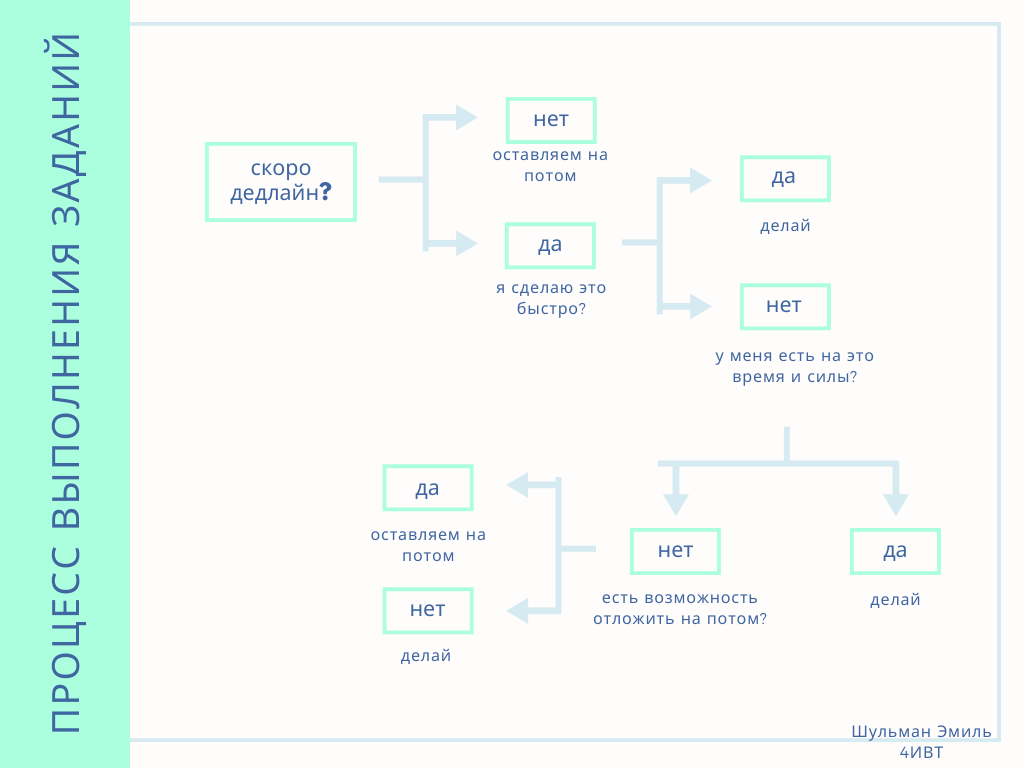 ПРОЦЕСС ВЫПОЛНЕНИЯ ЗАДАНИЙ
скоро
дедлайн?
нет
оставляем на
потом
да
я сделаю это
быстро?
да
делай
нет
у меня есть на это
время и силы?
нет
есть возможность
отложить на потом?
да
делай
да
оставляем на
потом
нет
делай
Шульман Эмиль
4ИВТ